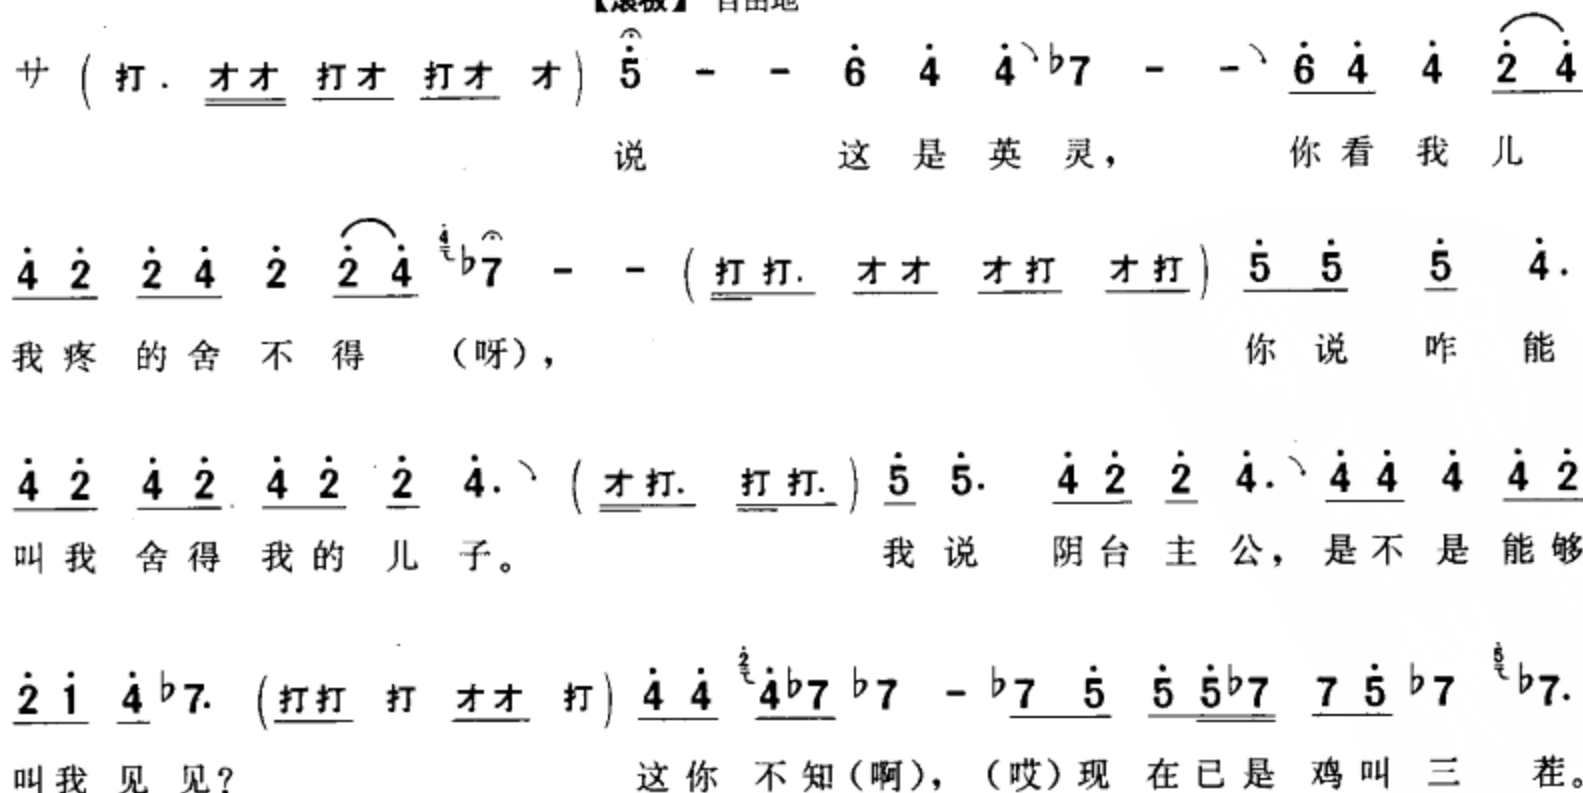 【滚板】 自由地
サ ( 打 . 才才 打才 打才 才 ) 5 - - 6 4 4 ♭7 - - 6 4 4 2 4
说 这 是 英 灵， 你 看 我 儿
4 2 2 4 2 2 4 4 ♭7 - - ( 打 打. 才 才 才 打 才 打 ) 5 5 5 4.
我 疼 的 舍 不 得 （呀）， 你 说 咋 能
4 2 4 2 4 2 2 4. ( 才 打. 打 打. ) 5 5. 4 2 2 4. 4 4 4 4 2
叫 我 舍 得 我 的 儿 子。 我 说 阴 台 主 公， 是 不 是 能 够
2 1 4 ♭7. ( 打打 打 才才 打 ) 4 4 2 4 ♭7 ♭7 - ♭7 5 5 5 ♭7 7 5 ♭7 5 ♭7.
叫 我 见 见？ 这 你 不 知（啊）， （哎）现 在 已 是 鸡 叫 三 茬。